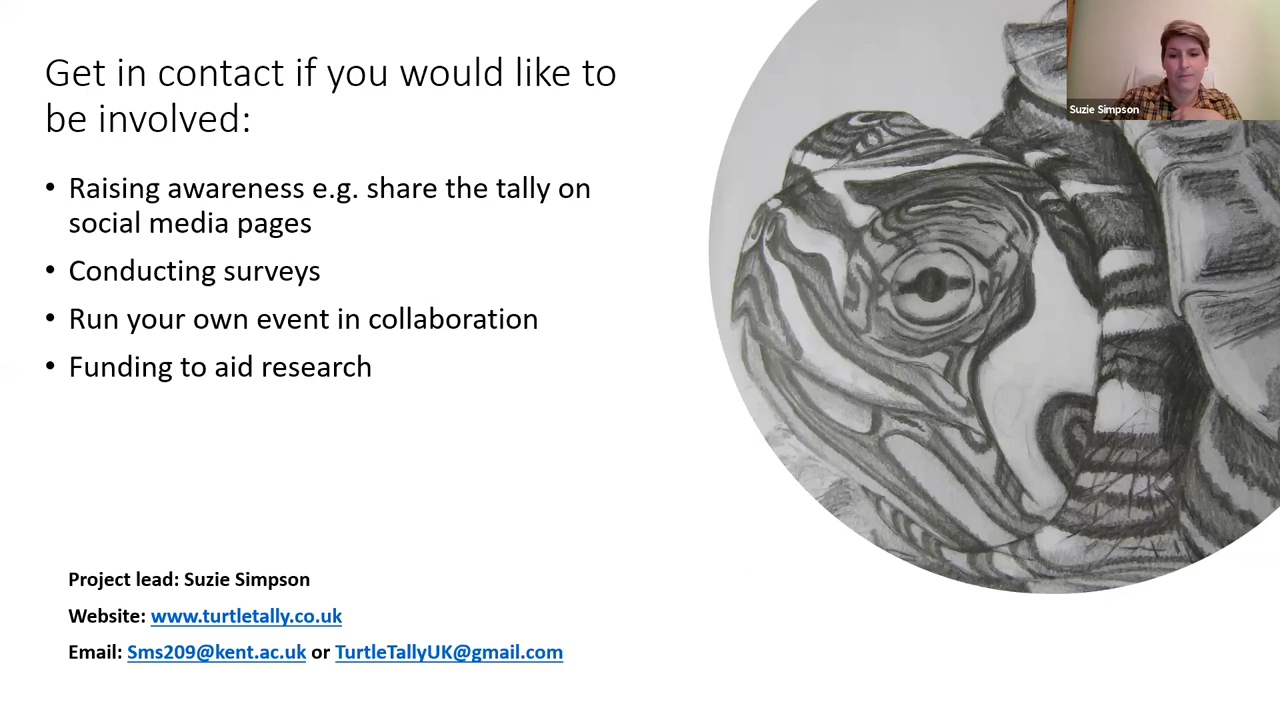 Get in contact if you would like to
be involved:
• Raising awareness e.g. share the tally on
social media pages
• Conducting surveys
• Run your own event in collaboration
• Funding to aid research
Project lead: Suzie Simpson
Website: www.turtletally.co.uk
Email: Sms209@kent.ac.uk or TurtleTallyUK@gmail.com
Suzie Simpson